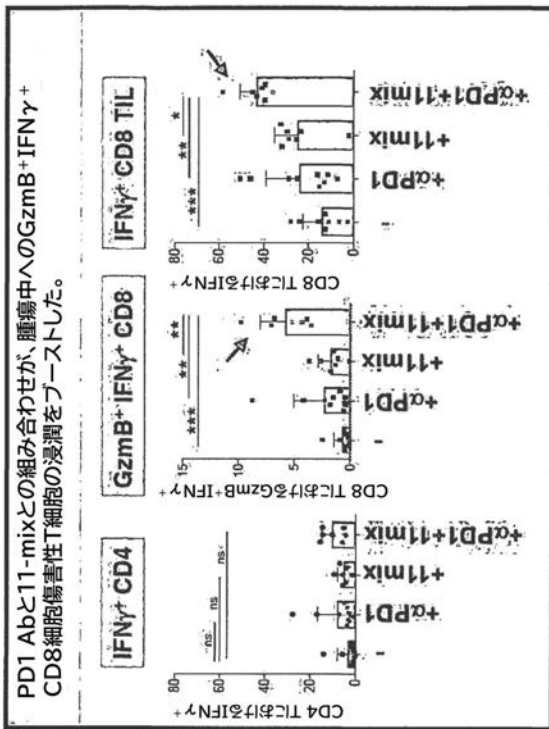 PD1 Abと11-mixとの組み合わせが、腫瘍中へのGzmB⁺IFNγ⁺
CD8細胞傷害性T細胞の浸潤をブーストした。
IFNγ⁺ CD4
CD4 TにおけるIFNγ⁺
80
60
40
20
0
ns
ns
ns
-
+αPD1
+11mix
+αPD1+11mix
GzmB⁺ IFNγ⁺ CD8
CD8 TにおけるGzmB⁺IFNγ⁺
15
10
5
0
***
**
**
-
+αPD1
+11mix
+αPD1+11mix
IFNγ⁺ CD8 TIL
CD8 TにおけるIFNγ⁺
80
60
40
20
0
***
**
*
-
+αPD1
+11mix
+αPD1+11mix